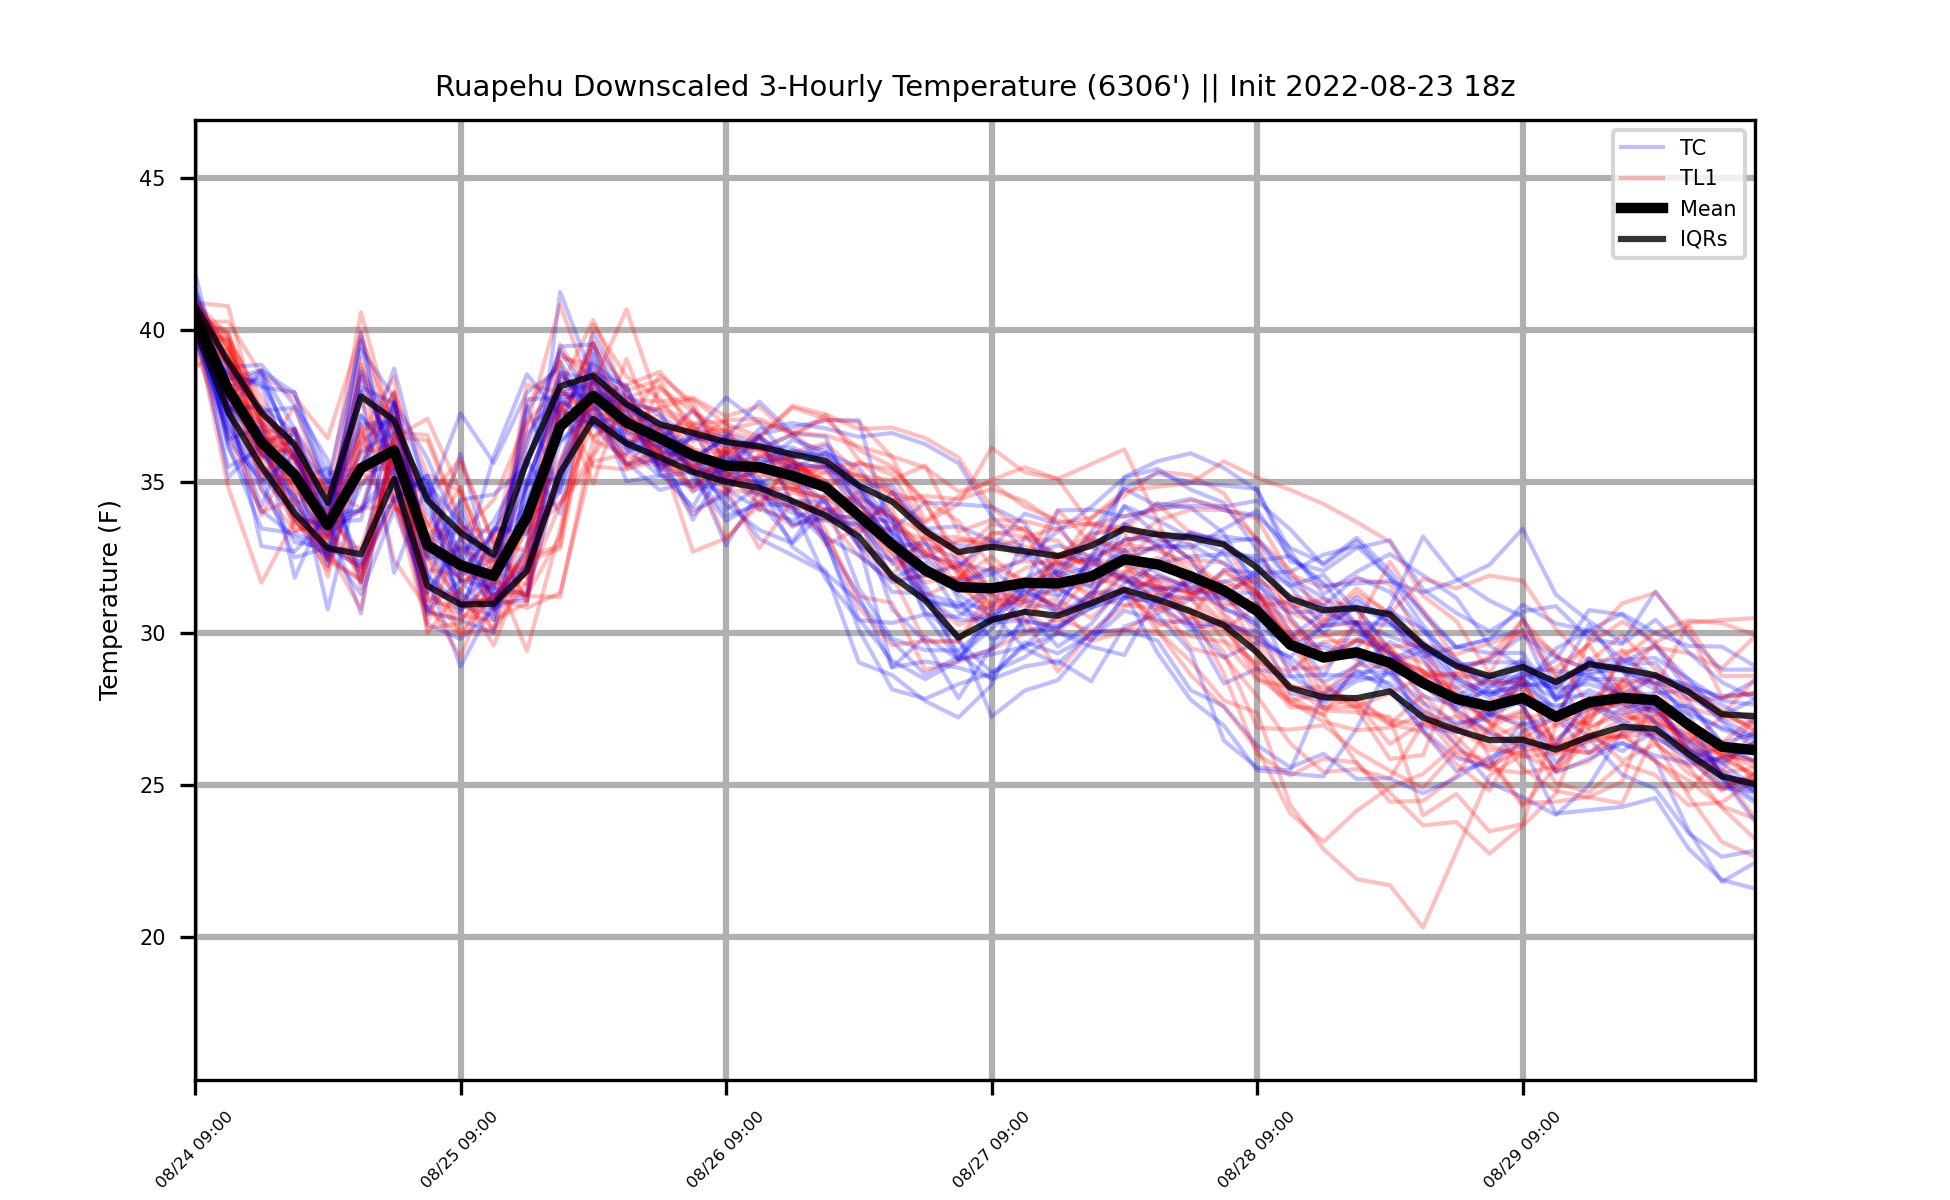 Ruapehu Downscaled 3-Hourly Temperature (6306') || Init 2022-08-23 18z
TC
TL1
Mean
IQRs
Temperature (F)
45
40
35
30
25
20
08/24 09:00
08/25 09:00
08/26 09:00
08/27 09:00
08/28 09:00
08/29 09:00